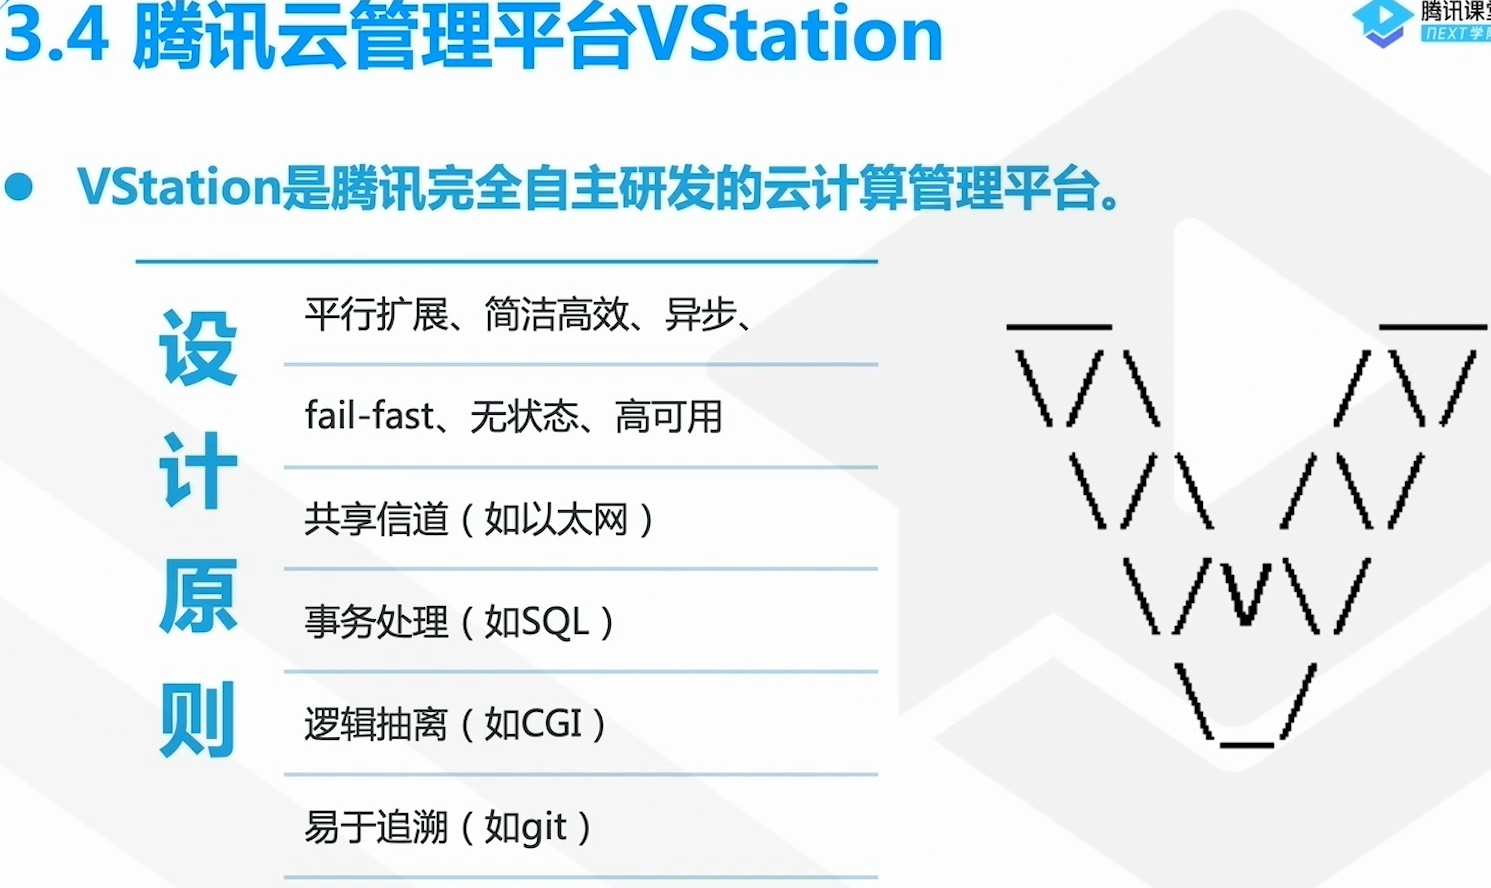 3.4 腾讯云管理平台VStation
腾讯课堂
NEXT学院
● VStation是腾讯完全自主研发的云计算管理平台。
设计原则
平行扩展、简洁高效、异步、
fail-fast、无状态、高可用
共享信道（如以太网）
事务处理（如SQL）
逻辑抽离（如CGI）
易于追溯（如git）